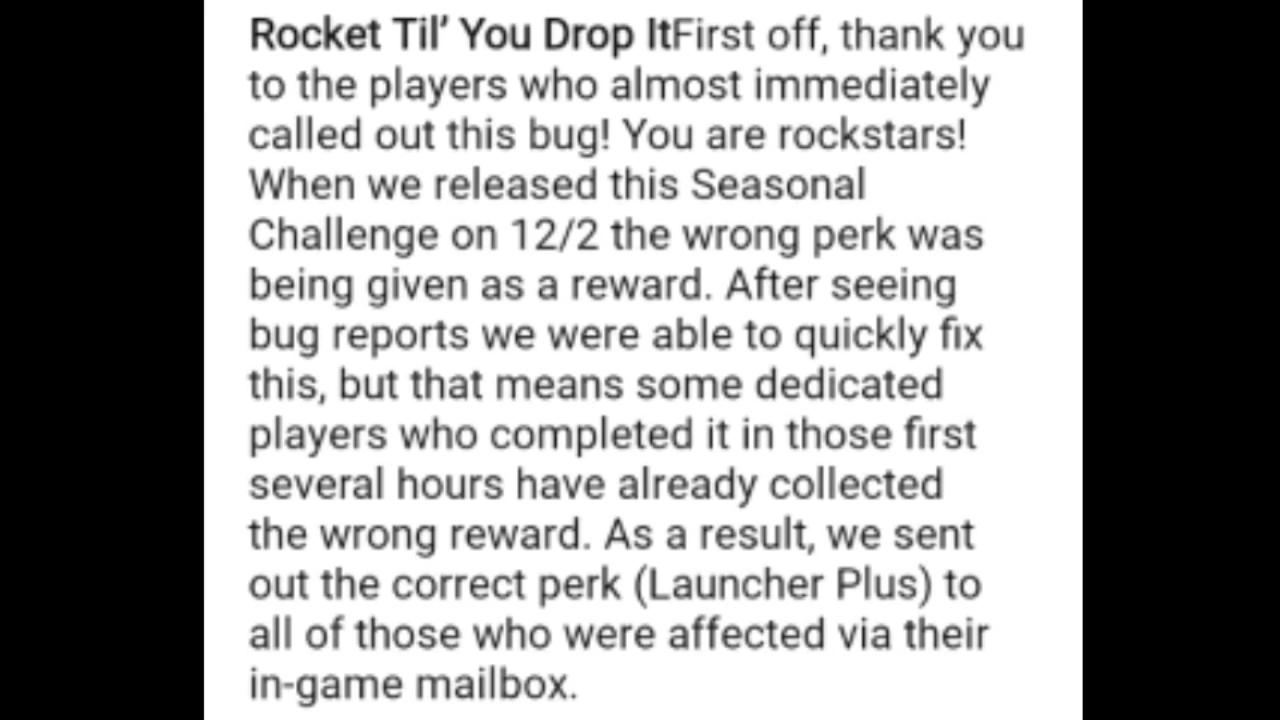 Rocket Til’ You Drop ItFirst off, thank you
to the players who almost immediately
called out this bug! You are rockstars!
When we released this Seasonal
Challenge on 12/2 the wrong perk was
being given as a reward. After seeing
bug reports we were able to quickly fix
this, but that means some dedicated
players who completed it in those first
several hours have already collected
the wrong reward. As a result, we sent
out the correct perk (Launcher Plus) to
all of those who were affected via their
in-game mailbox.